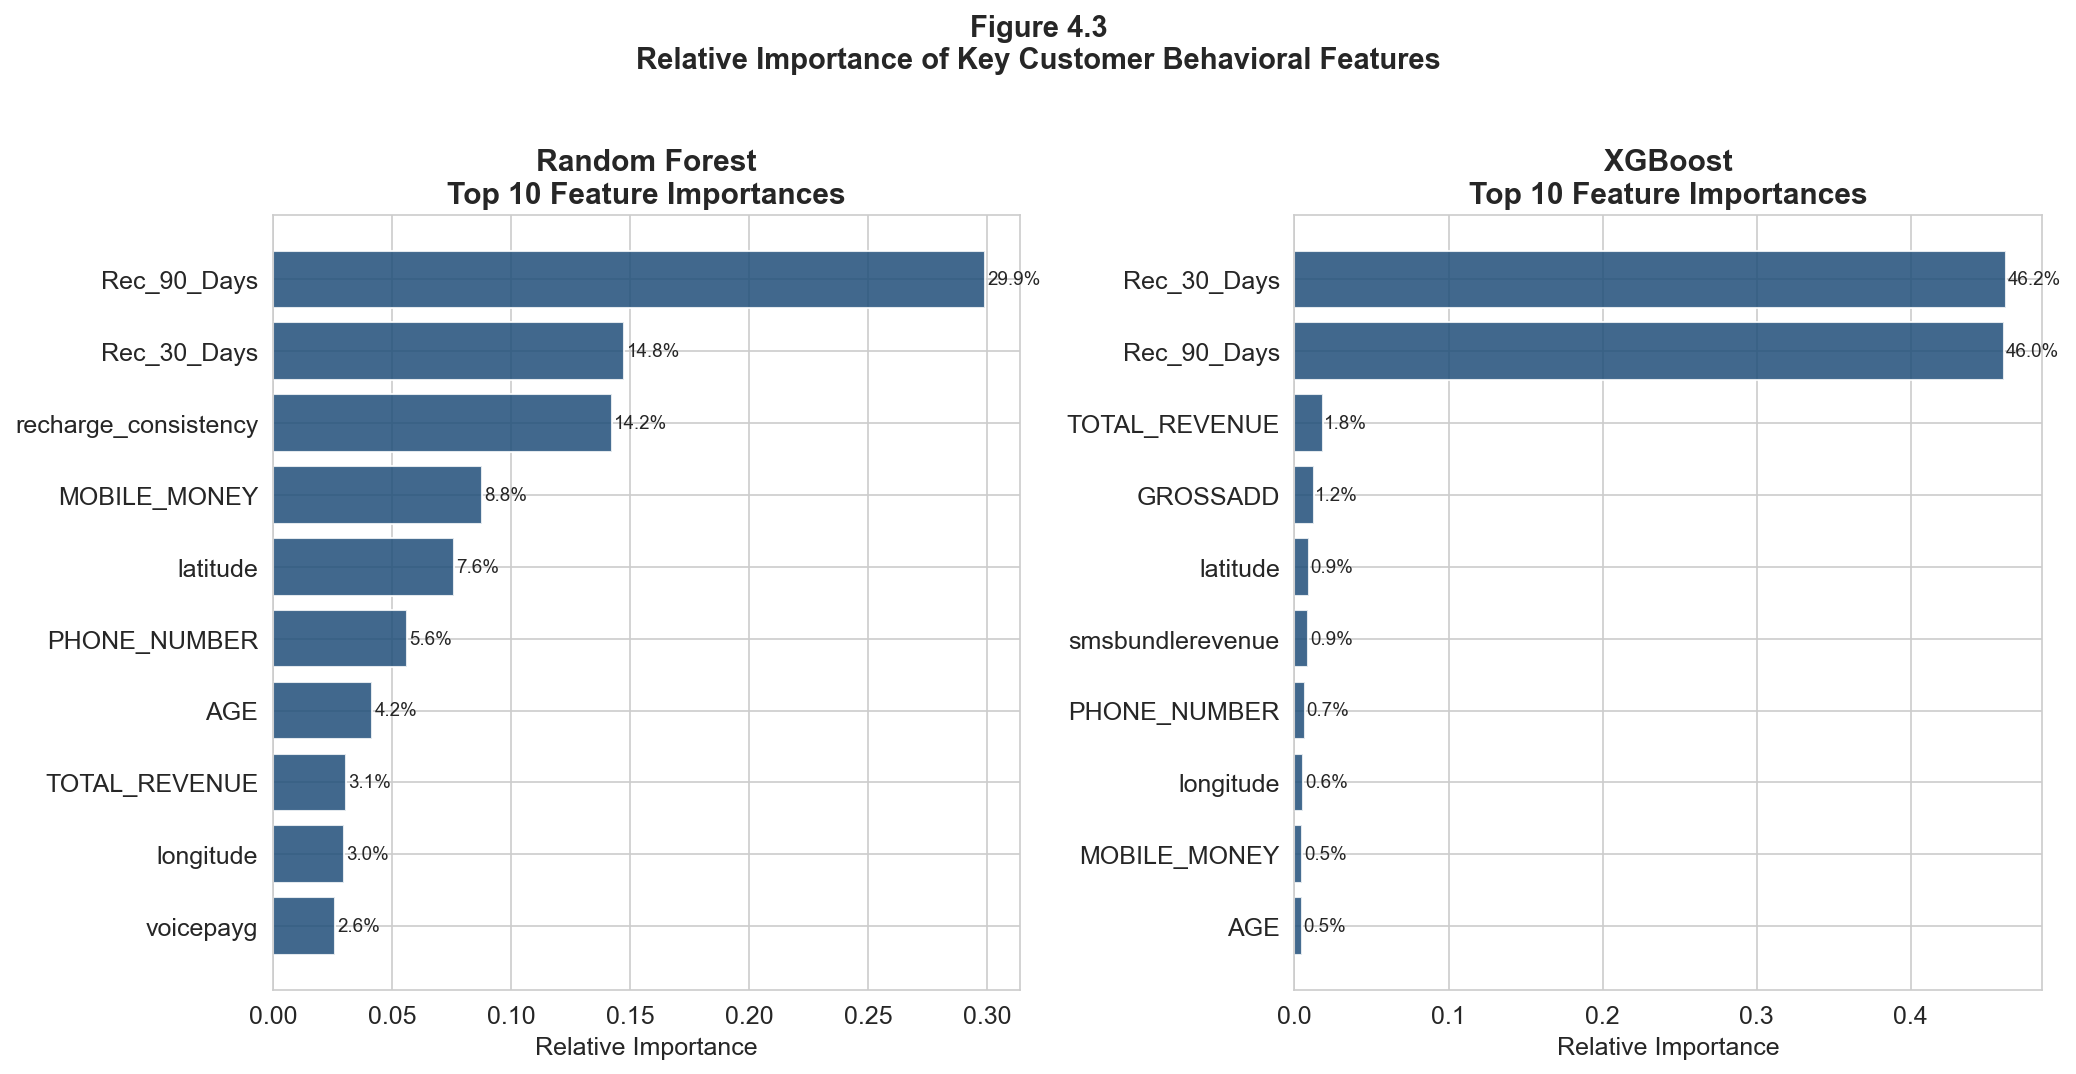 Figure 4.3
Relative Importance of Key Customer Behavioral Features
Random Forest
Top 10 Feature Importances
Rec_90_Days
29.9%
Rec_30_Days
14.8%
recharge_consistency
14.2%
MOBILE_MONEY
8.8%
latitude
7.6%
PHONE_NUMBER
5.6%
AGE
4.2%
TOTAL_REVENUE
3.1%
longitude
3.0%
voicepayg
2.6%
0.00 0.05 0.10 0.15 0.20 0.25 0.30
Relative Importance
XGBoost
Top 10 Feature Importances
Rec_30_Days
46.2%
Rec_90_Days
46.0%
TOTAL_REVENUE
1.8%
GROSSADD
1.2%
latitude
0.9%
smsbundlerevenue
0.9%
PHONE_NUMBER
0.7%
longitude
0.6%
MOBILE_MONEY
0.5%
AGE
0.5%
0.0 0.1 0.2 0.3 0.4
Relative Importance